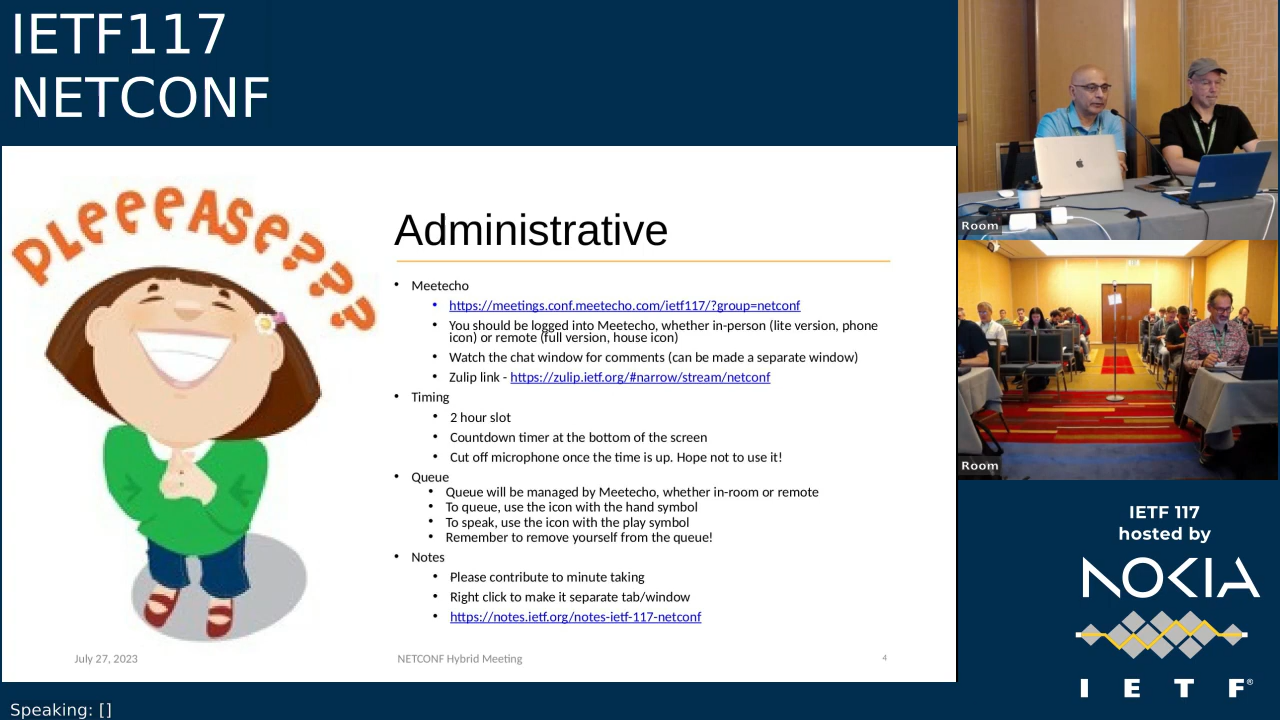 IETF117
NETCONF
PLeeeASe???
Administrative
• Meetecho
• https://meetings.conf.meetecho.com/ietf117/?group=netconf
• You should be logged into Meetecho, whether in-person (lite version, phone
icon) or remote (full version, house icon)
• Watch the chat window for comments (can be made a separate window)
• Zulip link - https://zulip.ietf.org/#narrow/stream/netconf
• Timing
• 2 hour slot
• Countdown timer at the bottom of the screen
• Cut off microphone once the time is up. Hope not to use it!
• Queue
• Queue will be managed by Meetecho, whether in-room or remote
• To queue, use the icon with the hand symbol
• To speak, use the icon with the play symbol
• Remember to remove yourself from the queue!
• Notes
• Please contribute to minute taking
• Right click to make it separate tab/window
• https://notes.ietf.org/notes-ietf-117-netconf
July 27, 2023
NETCONF Hybrid Meeting
4
Speaking: []
Room
Room
IETF 117
hosted by
NOKIA
I E T F®